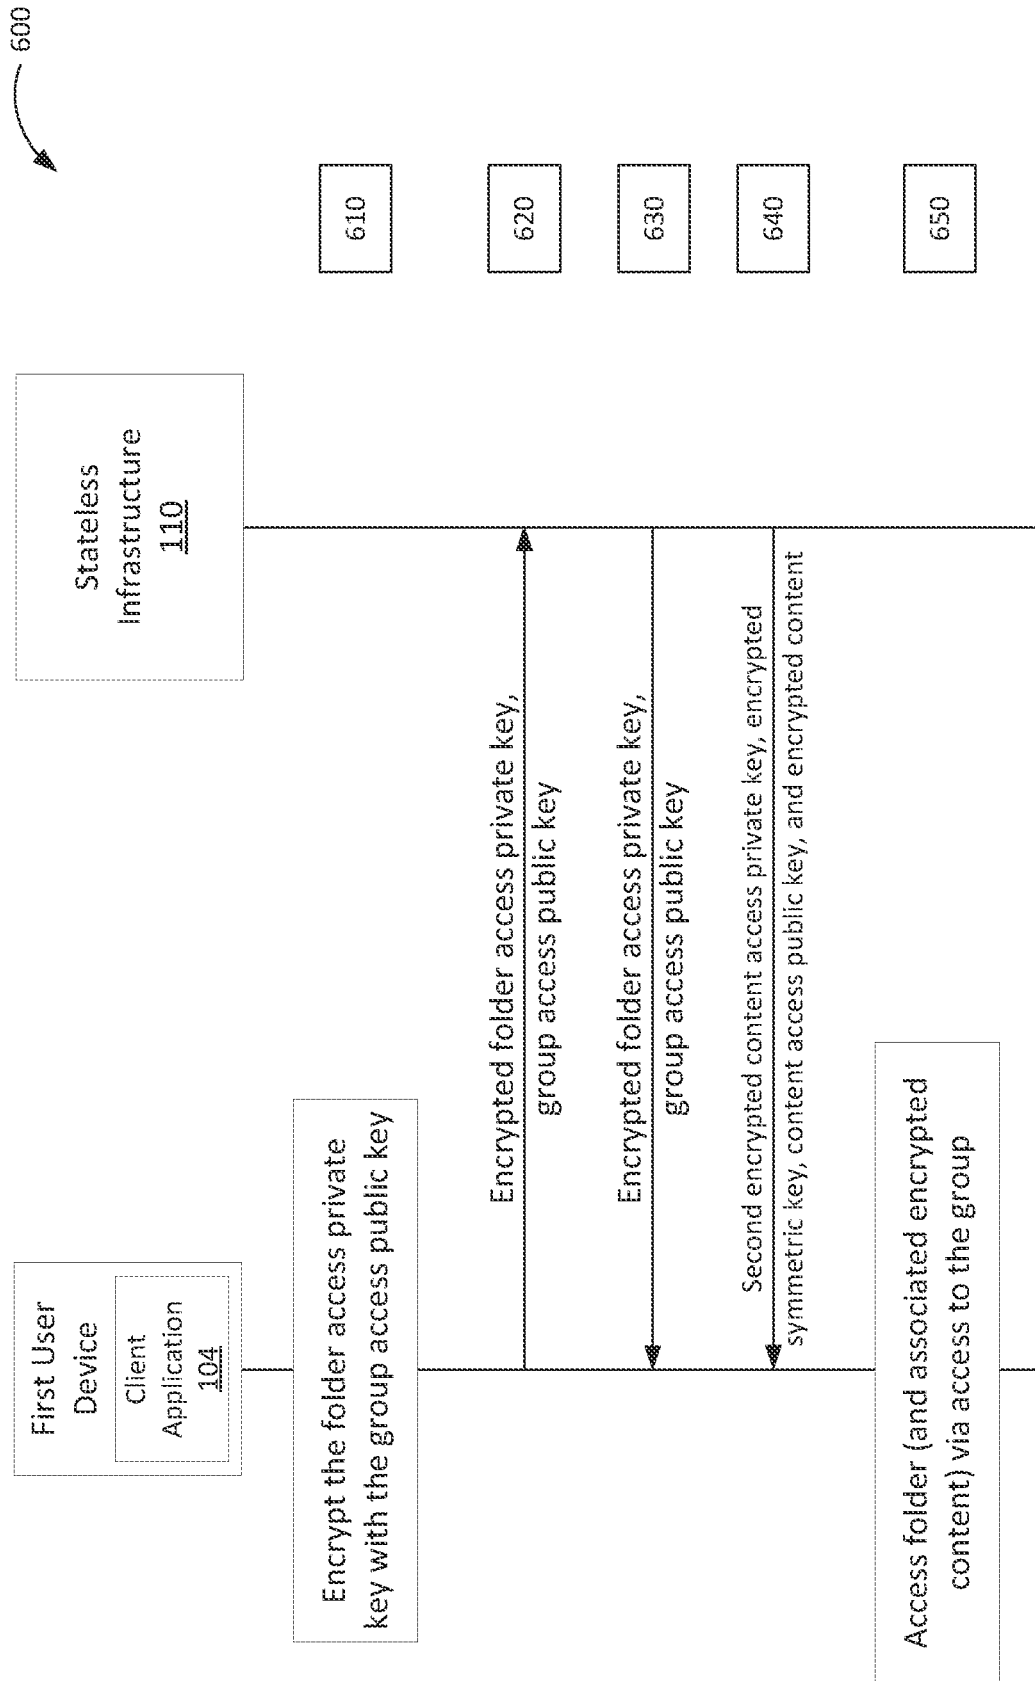 600
First User
Device
Client
Application
104
Stateless
Infrastructure
110
Encrypt the folder access private
key with the group access public key
610
Encrypted folder access private key,
group access public key
620
Encrypted folder access private key,
group access public key
630
Second encrypted content access private key, encrypted
symmetric key, content access public key, and encrypted content
640
Access folder (and associated encrypted
content) via access to the group
650